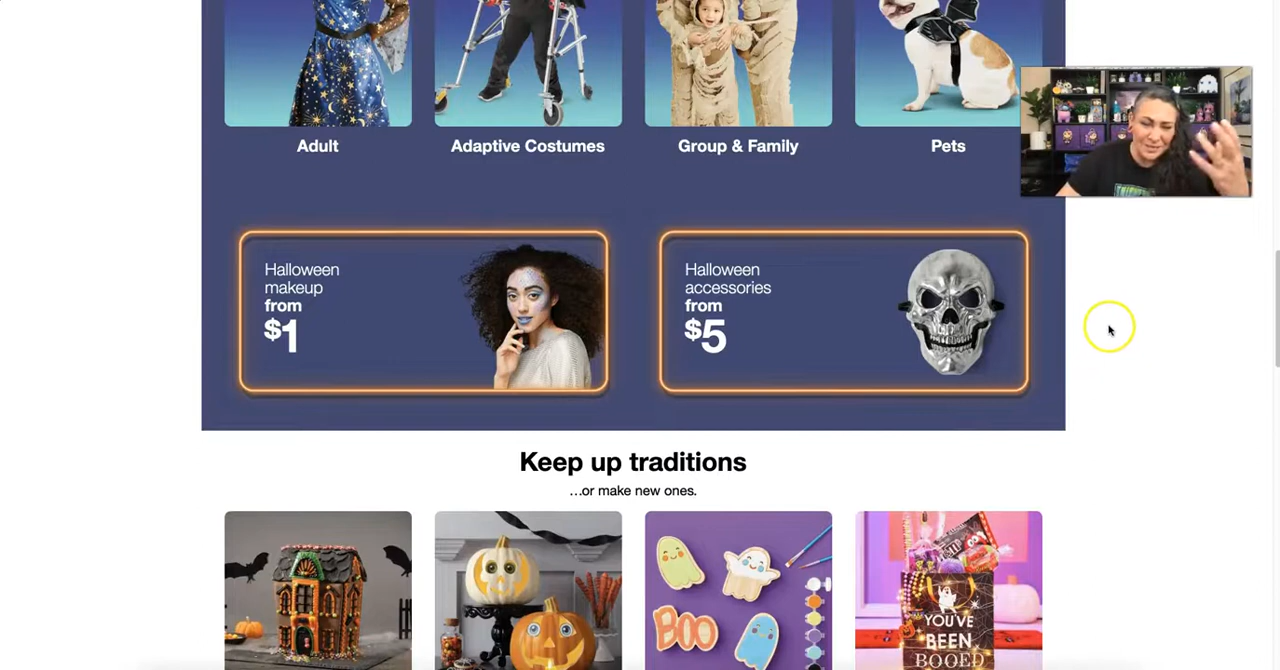 Adult
Adaptive Costumes
Group & Family
Pets
Halloween
makeup
from
$1
Halloween
accessories
from
$5
Keep up traditions
...or make new ones.
BOO
YOU'VE
BEEN
BOOED